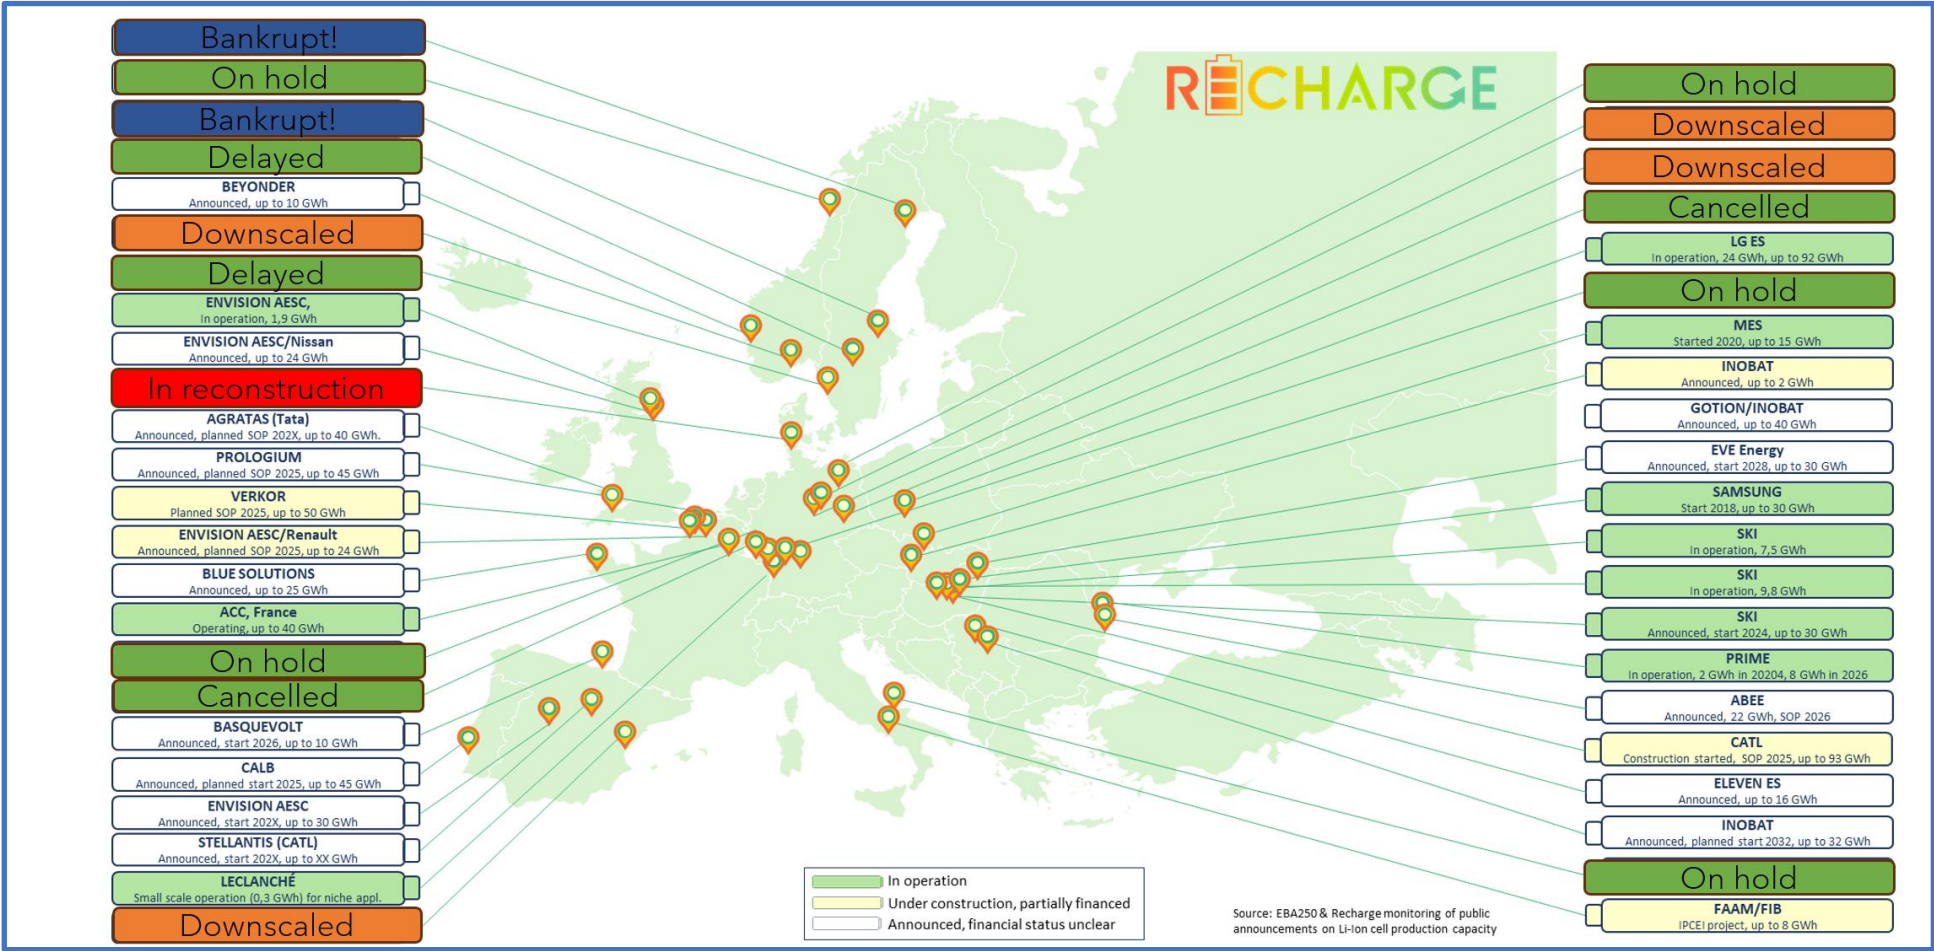 Bankrupt!
On hold
Bankrupt!
Delayed
BEYONDER
Announced, up to 10 GWh
Downscaled
Delayed
ENVISION AESC,
In operation, 1,9 GWh
ENVISION AESC/Nissan
Announced, up to 24 GWh
In reconstruction
AGRATAS (Tata)
Announced, planned SOP 202X, up to 40 GWh.
PROLOGIUM
Announced, planned SOP 2025, up to 45 GWh
VERKOR
Planned SOP 2025, up to 50 GWh
ENVISION AESC/Renault
Announced, planned SOP 2025, up to 24 GWh
BLUE SOLUTIONS
Announced, up to 25 GWh
ACC, France
Operating, up to 40 GWh
On hold
Cancelled
BASQUEVOLT
Announced, start 2026, up to 10 GWh
CALB
Announced, planned start 2025, up to 45 GWh
ENVISION AESC
Announced, start 202X, up to 30 GWh
STELLANTIS (CATL)
Announced, start 202X, up to XX GWh
LECLANCHÉ
Small scale operation (0,3 GWh) for niche appl.
Downscaled
RECHARGE
On hold
Downscaled
Downscaled
Cancelled
LG ES
In operation, 24 GWh, up to 92 GWh
On hold
MES
Started 2020, up to 15 GWh
INOBAT
Announced, up to 2 GWh
GOTION/INOBAT
Announced, up to 40 GWh
EVE Energy
Announced, start 2028, up to 30 GWh
SAMSUNG
Start 2018, up to 30 GWh
SKI
In operation, 7,5 GWh
SKI
In operation, 9,8 GWh
SKI
Announced, start 2024, up to 30 GWh
PRIME
In operation, 2 GWh in 20204, 8 GWh in 2026
ABEE
Announced, 22 GWh, SOP 2026
CATL
Construction started, SOP 2025, up to 93 GWh
ELEVEN ES
Announced, up to 16 GWh
INOBAT
Announced, planned start 2032, up to 32 GWh
On hold
FAAM/FIB
IPCEI project, up to 8 GWh
In operation
Under construction, partially financed
Announced, financial status unclear
Source: EBA250 & Recharge monitoring of public
announcements on Li-Ion cell production capacity